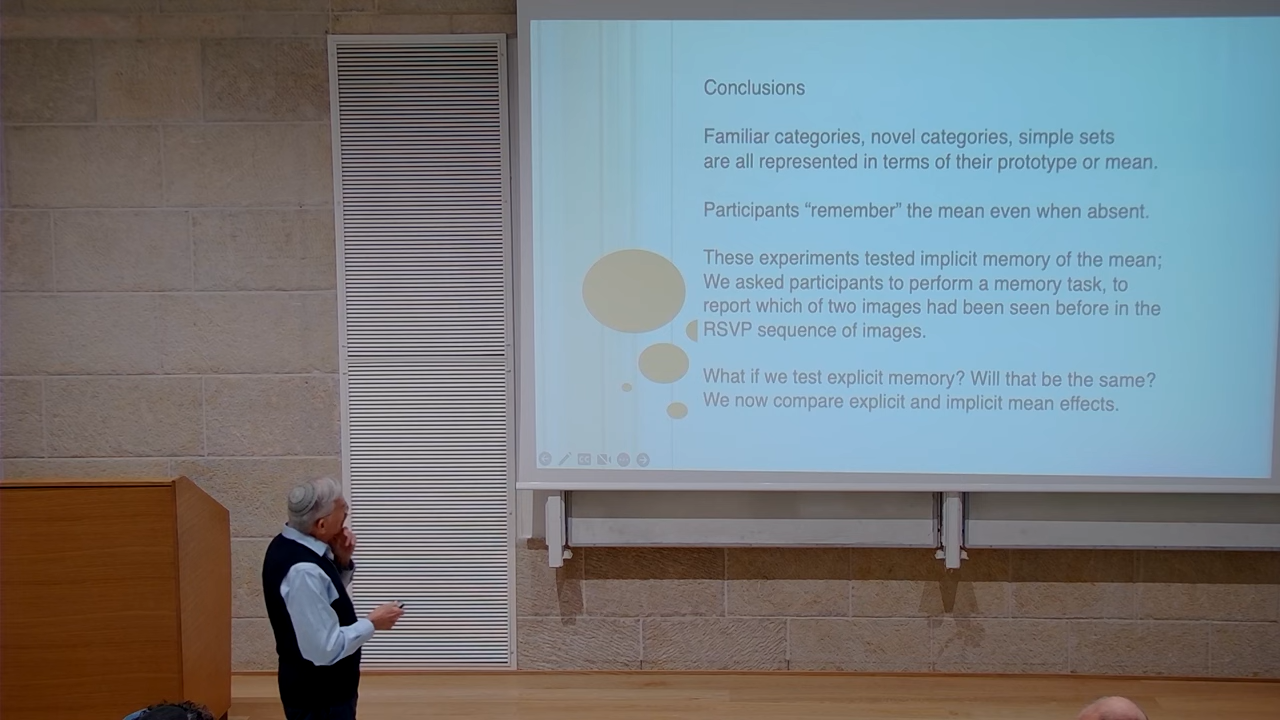 Conclusions
Familiar categories, novel categories, simple sets
are all represented in terms of their prototype or mean.
Participants “remember” the mean even when absent.
These experiments tested implicit memory of the mean;
We asked participants to perform a memory task, to
report which of two images had been seen before in the
RSVP sequence of images.
What if we test explicit memory? Will that be the same?
We now compare explicit and implicit mean effects.